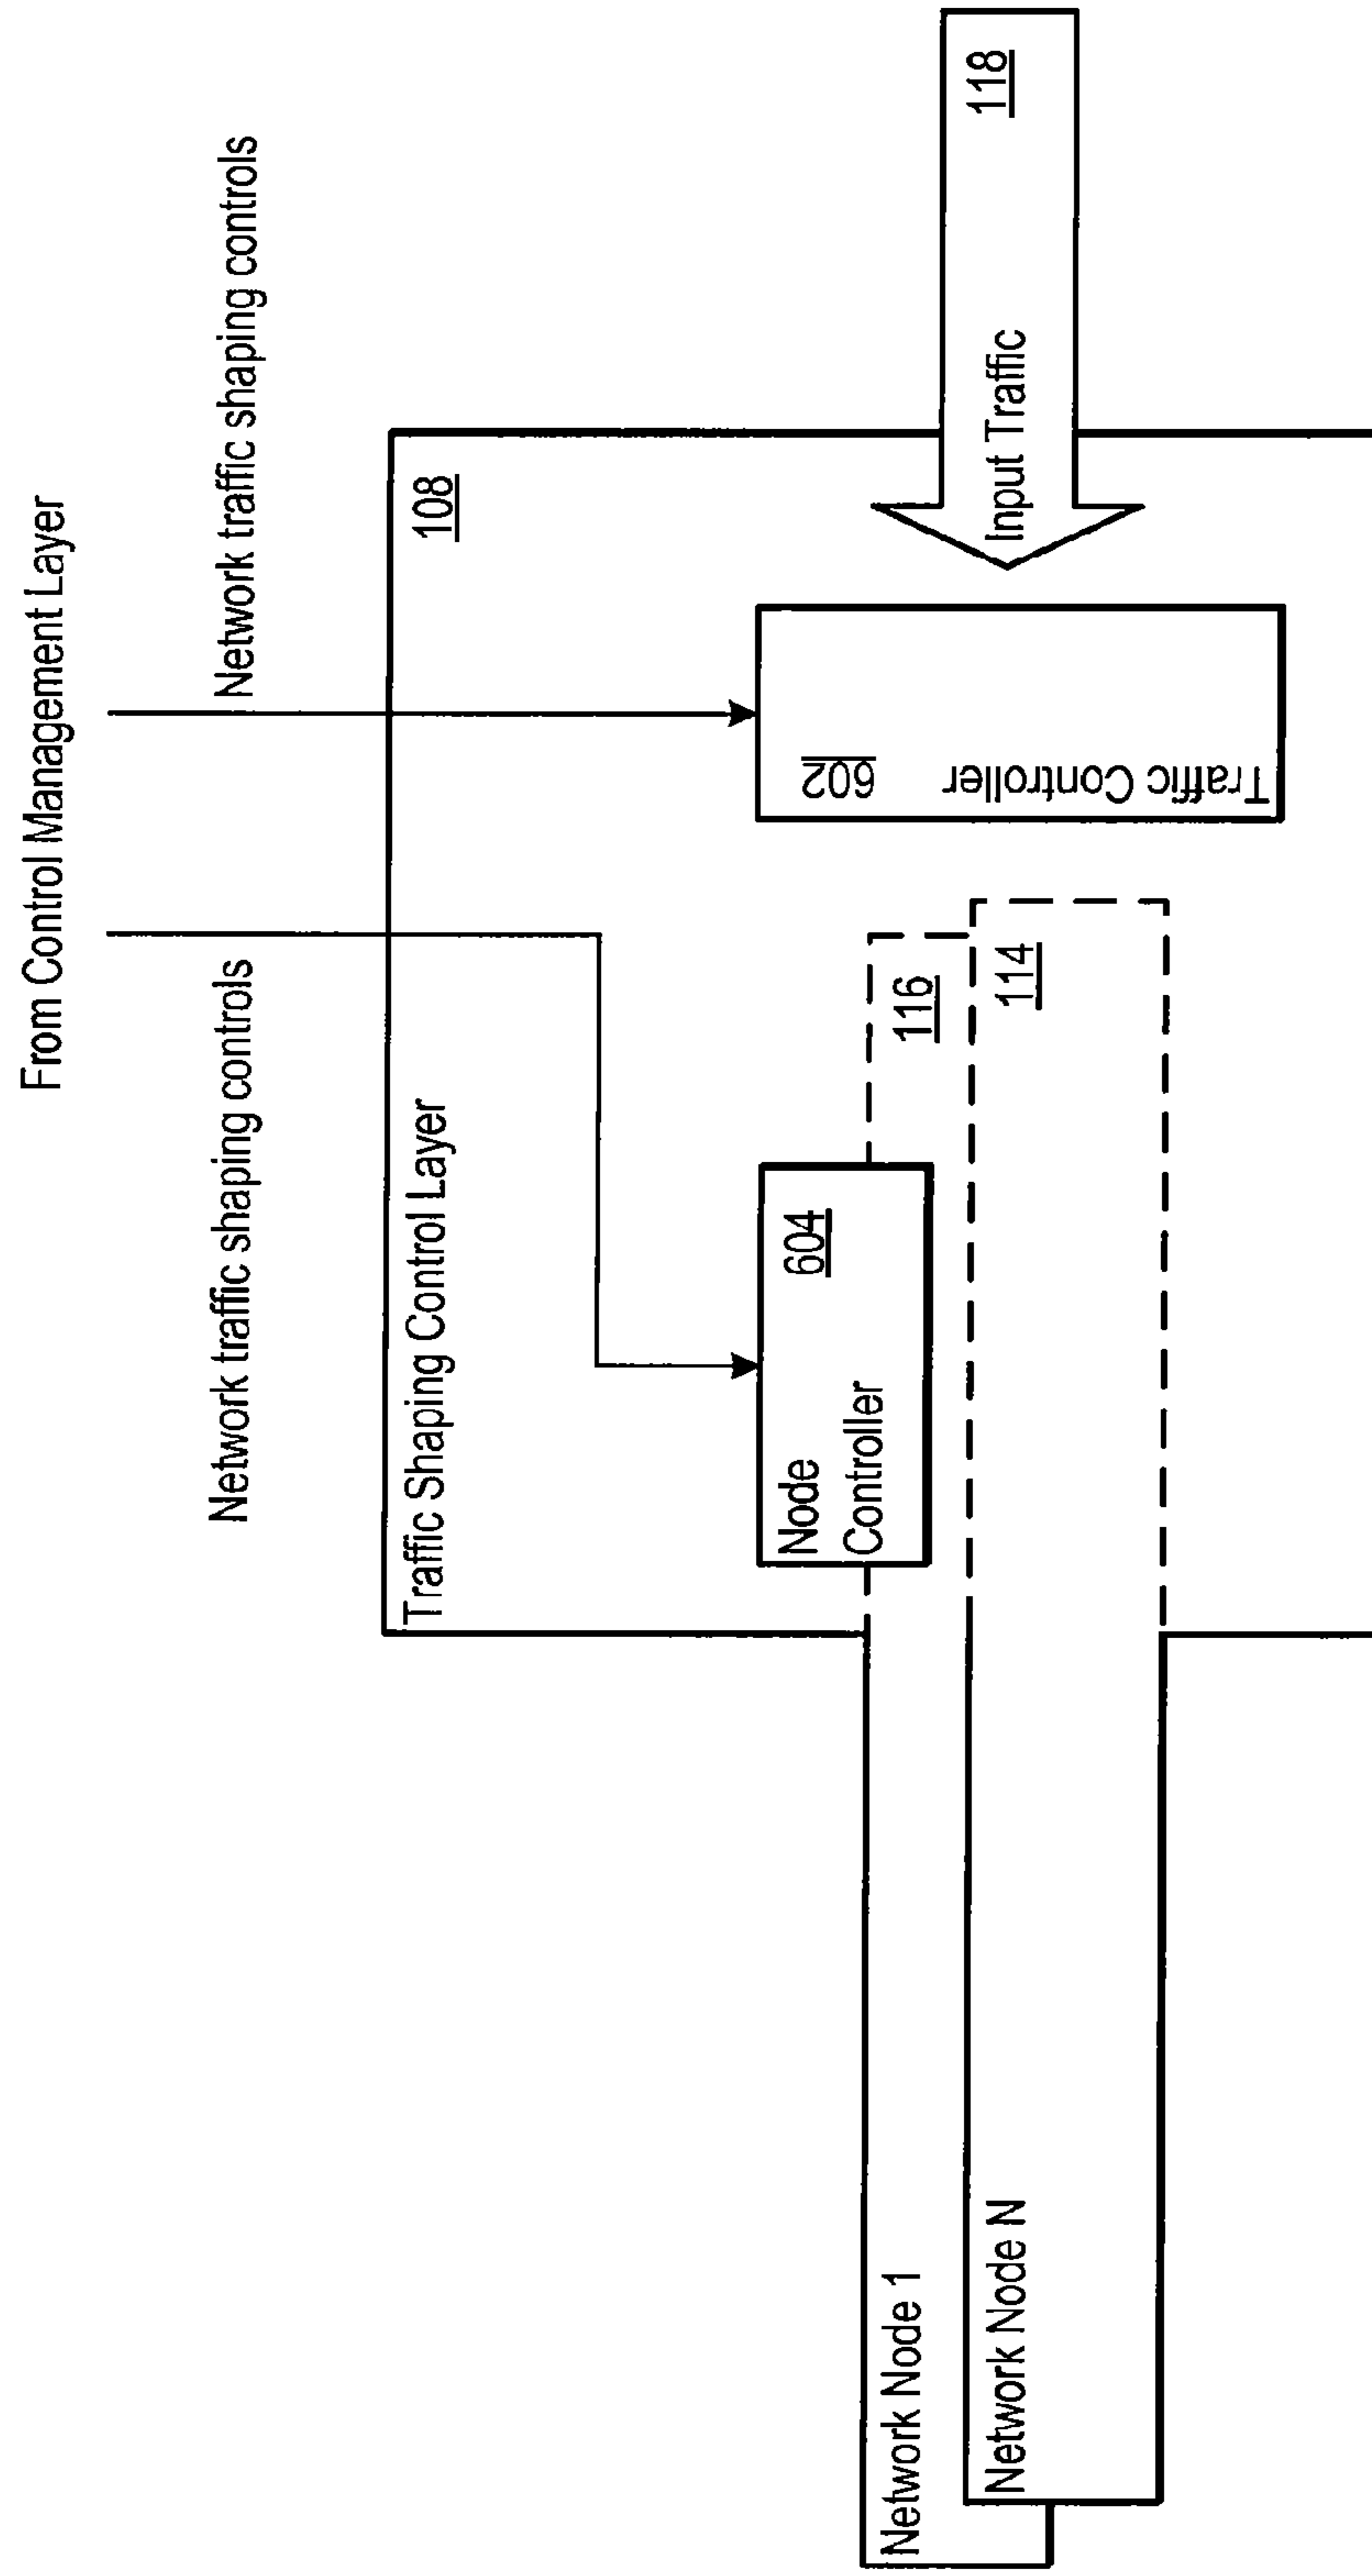 From Control Management Layer
Network traffic shaping controls
Network traffic shaping controls
Traffic Shaping Control Layer
108
Node
Controller
604
Traffic Controller
602
Input Traffic
118
116
114
Network Node 1
Network Node N